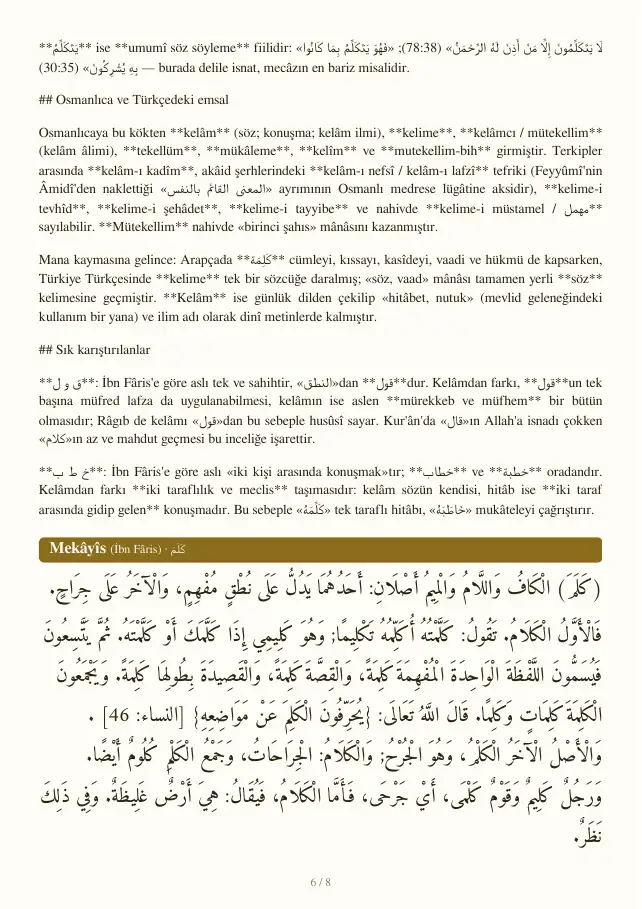 **يَتَكَلَّمُ** ise **umumî söz söyleme** fiilidir: «لَا يَتَكَلَّمُونَ إِلَّا مَنْ أَذِنَ لَهُ الرَّحْمَنُ» (78:38); «فَهُوَ يَتَكَلَّمُ بِمَا كَانُوا
بِهِ يُشْرِكُونَ» (30:35) — burada delile isnat, mecâzın en bariz misalidir.
## Osmanlıca ve Türkçedeki emsal
Osmanlıcaya bu kökten **kelâm** (söz; konuşma; kelâm ilmi), **kelime**, **kelâmcı / mütekellim**
(kelâm âlimi), **tekellüm**, **mükâleme**, **kelîm** ve **mutekellim-bih** girmiştir. Terkipler
arasında **kelâm-ı kadîm**, akâid şerhlerindeki **kelâm-ı nefsî / kelâm-ı lafzî** tefriki (Feyyûmî'nin
Âmidî'den naklettiği «المعنى القائم بالنفس» ayrımının Osmanlı medrese lügâtine aksidir), **kelime-i
tevhîd**, **kelime-i şehâdet**, **kelime-i tayyibe** ve nahivde **kelime-i müstamel / مهمل**
sayılabilir. **Mütekellim** nahivde «birinci şahıs» mânâsını kazanmıştır.
Mana kaymasına gelince: Arapçada **كَلِمَة** cümleyi, kıssayı, kasîdeyi, vaadi ve hükmü de kapsarken,
Türkiye Türkçesinde **kelime** tek bir sözcüğe daralmış; «söz, vaad» mânâsı tamamen yerli **söz**
kelimesine geçmiştir. **Kelâm** ise günlük dilden çekilip «hitâbet, nutuk» (mevlid geleneğindeki
kullanım bir yana) ve ilim adı olarak dinî metinlerde kalmıştır.
## Sık karıştırılanlar
**ق و ل**: İbn Fâris'e göre aslı tek ve sahihtir, «النطق»dan **قول**dur. Kelâmdan farkı, **قول**un tek
başına müfred lafza da uygulanabilmesi, kelâmın ise aslen **mürekkeb ve müfhem** bir bütün
olmasıdır; Râgıb de kelâmı «قول»dan bu sebeple husûsî sayar. Kur'ân'da «قال»ın Allah'a isnadı çokken
«كلام»ın az ve mahdut geçmesi bu inceliğe işarettir.
**خ ط ب**: İbn Fâris'e göre aslı «iki kişi arasında konuşmak»tır; **خطاب** ve **خطبة** oradandır.
Kelâmdan farkı **iki taraflılık ve meclis** taşımasıdır: kelâm sözün kendisi, hitâb ise **iki taraf
arasında gidip gelen** konuşmadır. Bu sebeple «كَلَّمَهُ» tek taraflı hitâbı, «خَاطَبَهُ» mukâteleyi çağrıştırır.
Mekâyîs (İbn Fâris) · كَلَمَ
(كَلَمَ) الْكَافُ وَاللَّامُ وَالْمِيمُ أَصْلَانِ: أَحَدُهُمَا يَدُلُّ عَلَى نُطْقٍ مُفْهِمٍ، وَالْآخَرُ عَلَى جِرَاحٍ.
فَالْأَوَّلُ الْكَلَامُ. تَقُولُ: كَلَّمْتُهُ أُكَلِّمُهُ تَكْلِيمًا; وَهُوَ كَلِيمِي إِذَا كَلَّمَكَ أَوْ كَلَّمْتَهُ. ثُمَّ يَتَّسِعُونَ
فَيُسَمُّونَ اللَّفْظَةَ الْوَاحِدَةَ الْمُفْهِمَةَ كَلِمَةً، وَالْقِصَّةَ كَلِمَةً، وَالْقَصِيدَةَ بِطُولِهَا كَلِمَةً. وَيَجْمَعُونَ
الْكَلِمَةَ كَلِمَاتٍ وَكَلِمًا. قَالَ اللَّهُ تَعَالَى: {يُحَرِّفُونَ الْكَلِمَ عَنْ مَوَاضِعِهِ} [النساء: 46] .
وَالْأَصْلُ الْآخَرُ الْكَلْمُ، وَهُوَ الْجُرْحُ; وَالْكِلَامُ: الْجِرَاحَاتُ، وَجَمْعُ الْكَلْمِ كُلُومٌ أَيْضًا.
وَرَجُلٌ كَلِيمٌ وَقَوْمٌ كَلْمَى، أَيْ جَرْحَى، فَأَمَّا الْكَلَامُ، فَيُقَالُ: هِيَ أَرْضٌ غَلِيظَةٌ. وَفِي ذَلِكَ
نَظَرٌ.
6 / 8